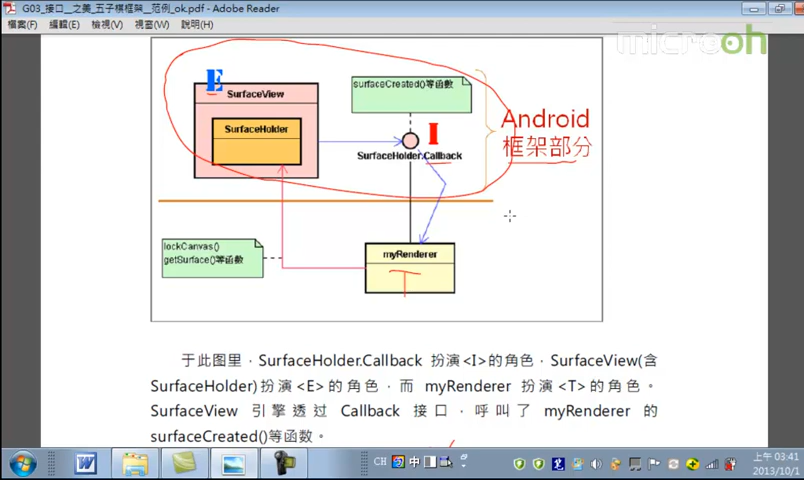 G03_接口__之美_五子棋框架__范例_ok.pdf - Adobe Reader
檔案(F) 編輯(E) 檢視(V) 視窗(W) 說明(H)
microoh
E
SurfaceView
SurfaceHolder
surfaceCreated()等函數
I
SurfaceHolder.Callback
Android
框架部分
lockCanvas()
getSurface()等函數
myRenderer
T
于此图里，SurfaceHolder.Callback 扮演<I>的角色，SurfaceView(含
SurfaceHolder)扮演<E>的角色，而 myRenderer 扮演<T>的角色。
SurfaceView 引擎透过 Callback 接口，呼叫了 myRenderer 的
surfaceCreated()等函数。
CH 中
上午 03:41
2013/10/1